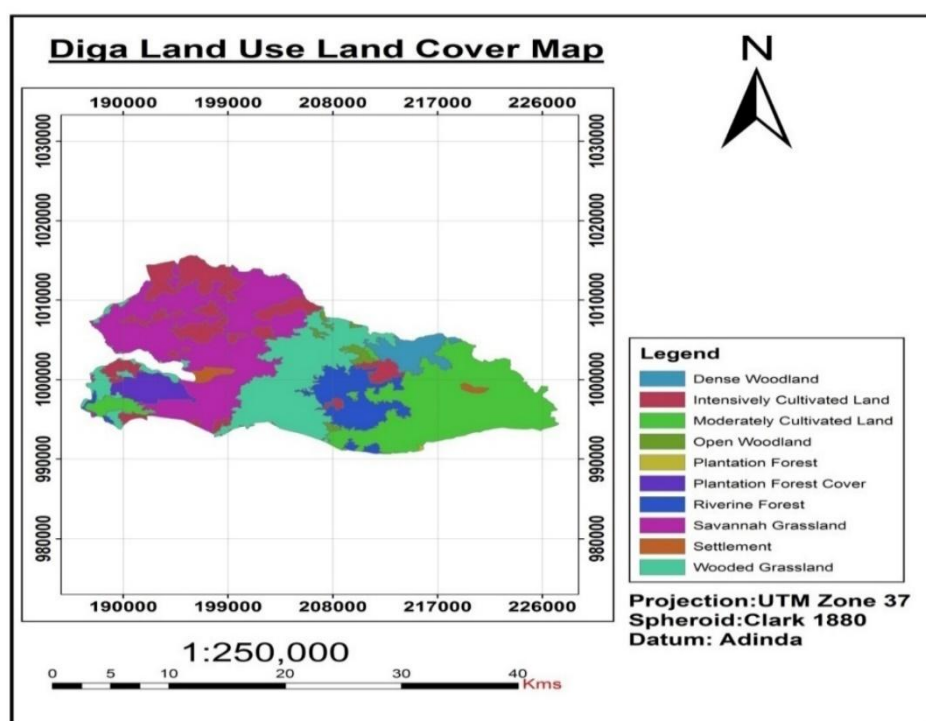 Diga Land Use Land Cover Map
N
190000 199000 208000 217000 226000
1030000 1030000
1020000 1020000
1010000 1010000
1000000 1000000
990000 990000
980000 980000
190000 199000 208000 217000 226000
Legend
Dense Woodland
Intensively Cultivated Land
Moderately Cultivated Land
Open Woodland
Plantation Forest
Plantation Forest Cover
Riverine Forest
Savannah Grassland
Settlement
Wooded Grassland
Projection:UTM Zone 37
Spheroid:Clark 1880
Datum: Adinda
1:250,000
0 5 10 20 30 40
Kms